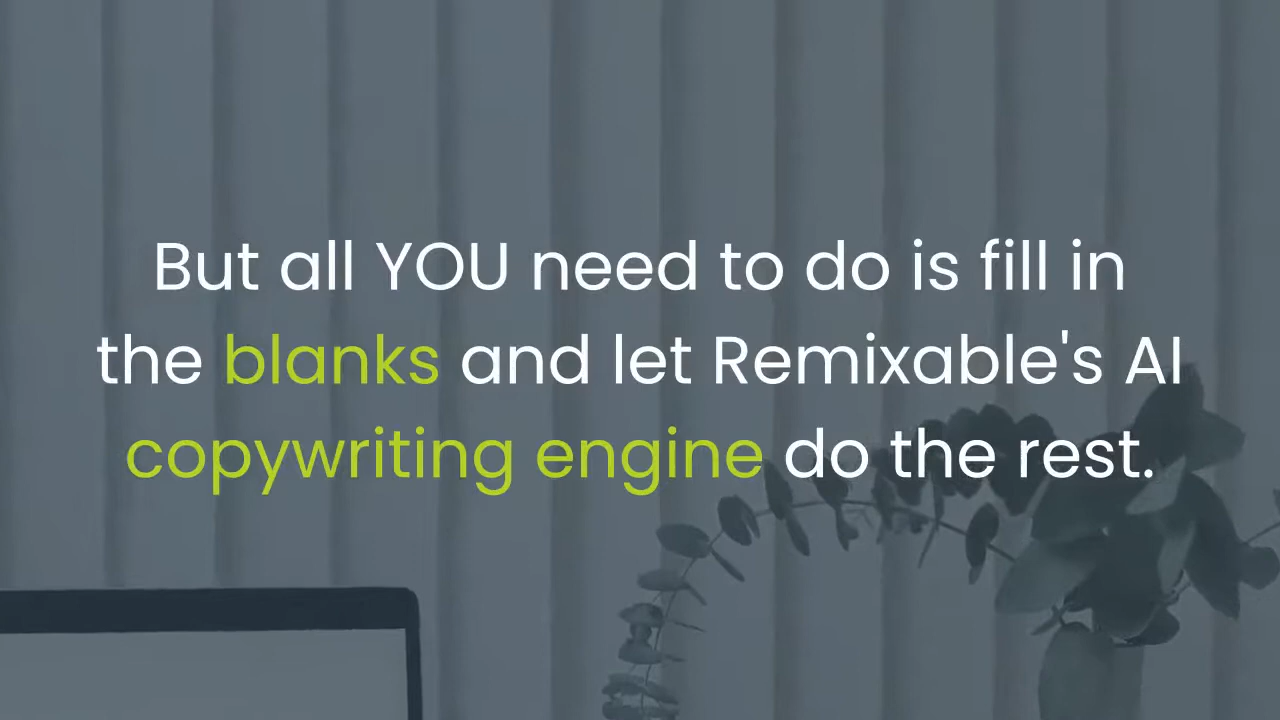 But all YOU need to do is fill in
the blanks and let Remixable's AI
copywriting engine do the rest.